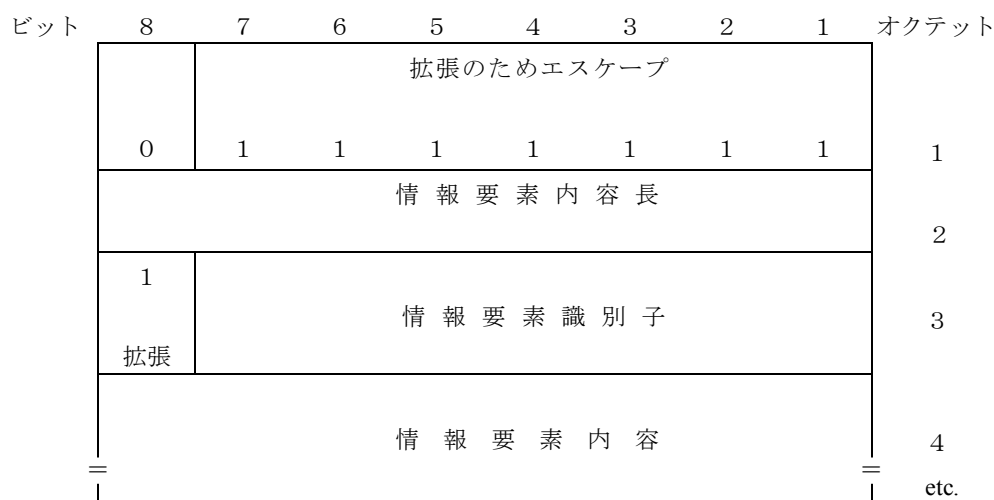 ビット 8 7 6 5 4 3 2 1 オクテット
拡張のためエスケープ
0 1 1 1 1 1 1 1 1
情報要素内容長
2
1
情報要素識別子 3
拡張
情報要素内容 4
= =
etc.